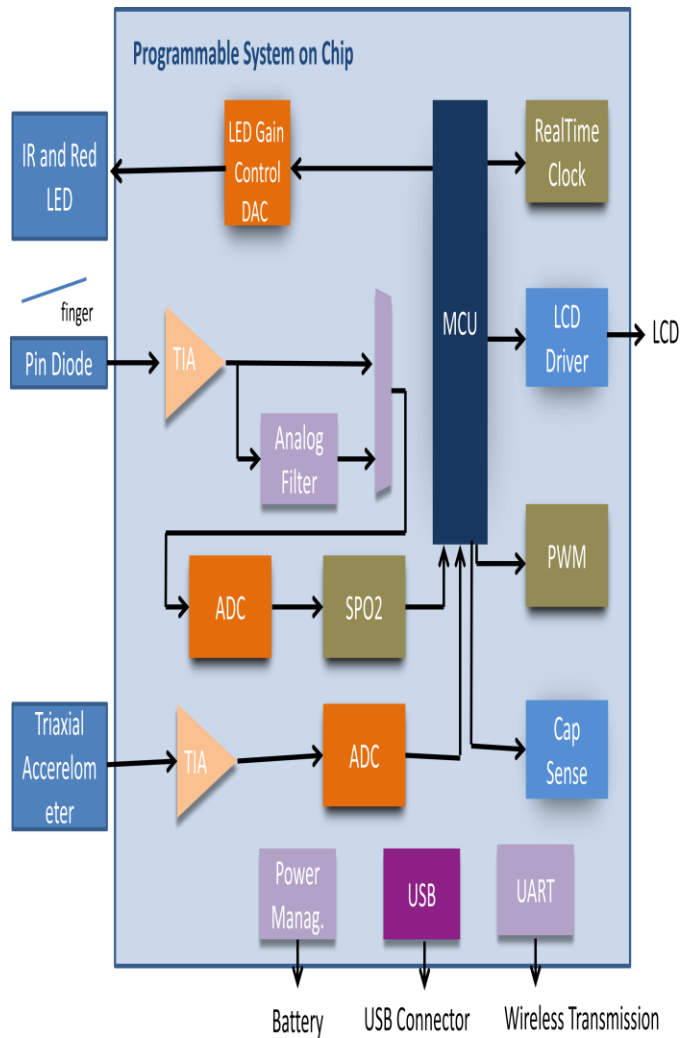 Programmable System on Chip
IR and Red
LED
LED Gain
Control
DAC
MCU
RealTime
Clock
finger
Pin Diode
TIA
Analog
Filter
LCD
Driver
LCD
ADC
SPO2
PWM
Triaxial
Accerelom
eter
TIA
ADC
Cap
Sense
Power
Manag.
USB
UART
Battery
USB Connector
Wireless Transmission